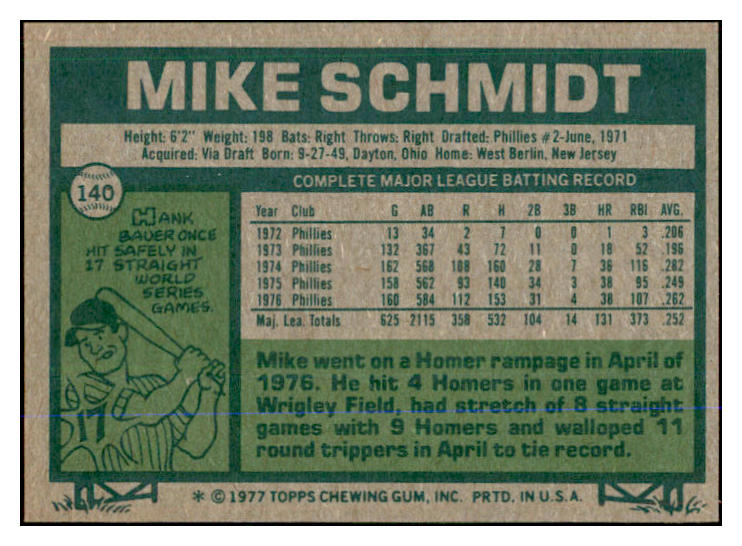 MIKE SCHMIDT
Height: 6'2" Weight: 198 Bats: Right Throws: Right Drafted: Phillies #2-June, 1971
Acquired: Via Draft Born: 9-27-49, Dayton, Ohio Home: West Berlin, New Jersey
140
HANK
BAUER ONCE
HIT SAFELY IN
17 STRAIGHT
WORLD
SERIES
GAMES.
17
COMPLETE MAJOR LEAGUE BATTING RECORD
Year Club G AB R H 2B 3B HR RBI AVG.
1972 Phillies 13 34 2 7 0 0 1 3 .206
1973 Phillies 132 367 43 72 11 0 18 52 .196
1974 Phillies 162 568 108 160 28 7 36 116 .282
1975 Phillies 158 562 93 140 34 3 38 95 .249
1976 Phillies 160 584 112 153 31 4 38 107 .262
Maj. Lea. Totals 625 2115 358 532 104 14 131 373 .252
Mike went on a Homer rampage in April of
1976. He hit 4 Homers in one game at
Wrigley Field, had stretch of 8 straight
games with 9 Homers and walloped 11
round trippers in April to tie record.
* © 1977 TOPPS CHEWING GUM, INC. PRTD. IN U.S.A.